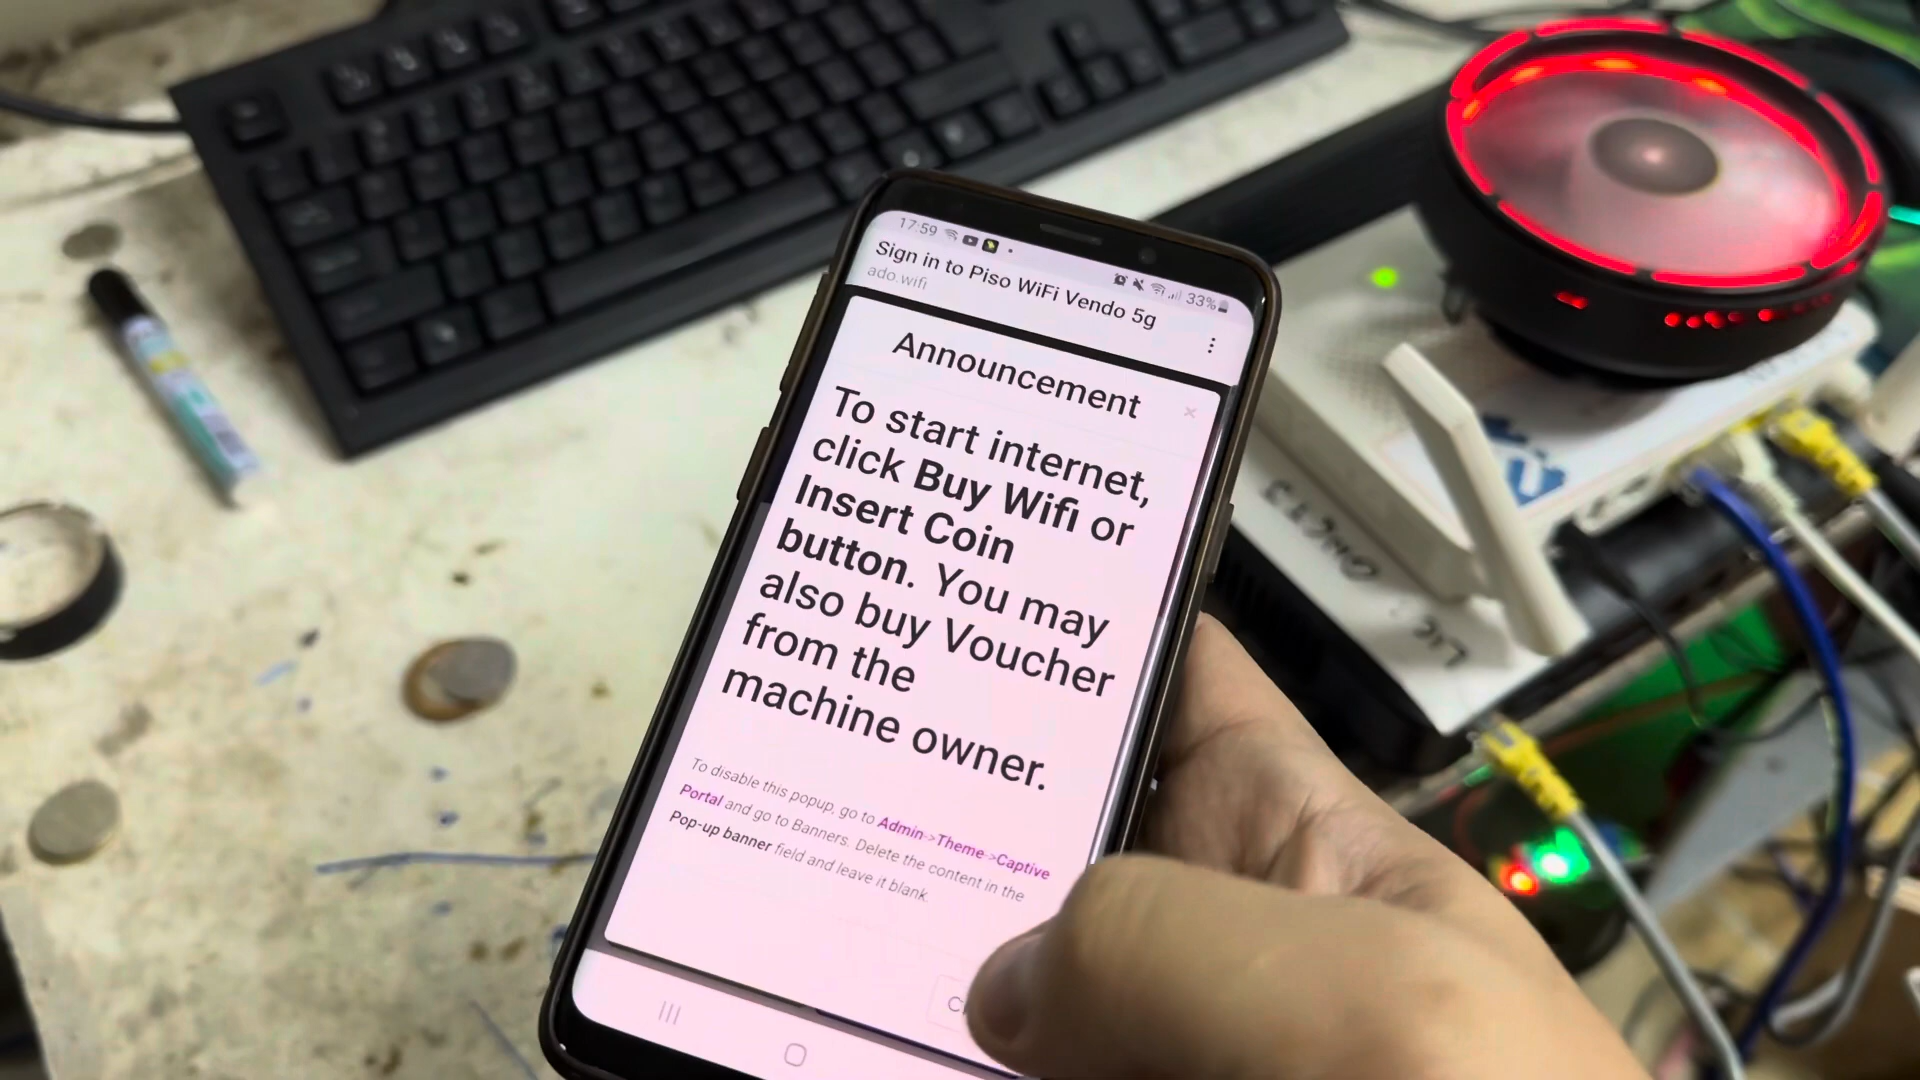 17:59
33%
Sign in to Piso WiFi Vendo 5g
ado.wifi
Announcement
To start internet,
click Buy Wifi or
Insert Coin
button. You may
also buy Voucher
from the
machine owner.
To disable this popup, go to Admin->Theme->Captive
Portal and go to Banners. Delete the content in the
Pop-up banner field and leave it blank.